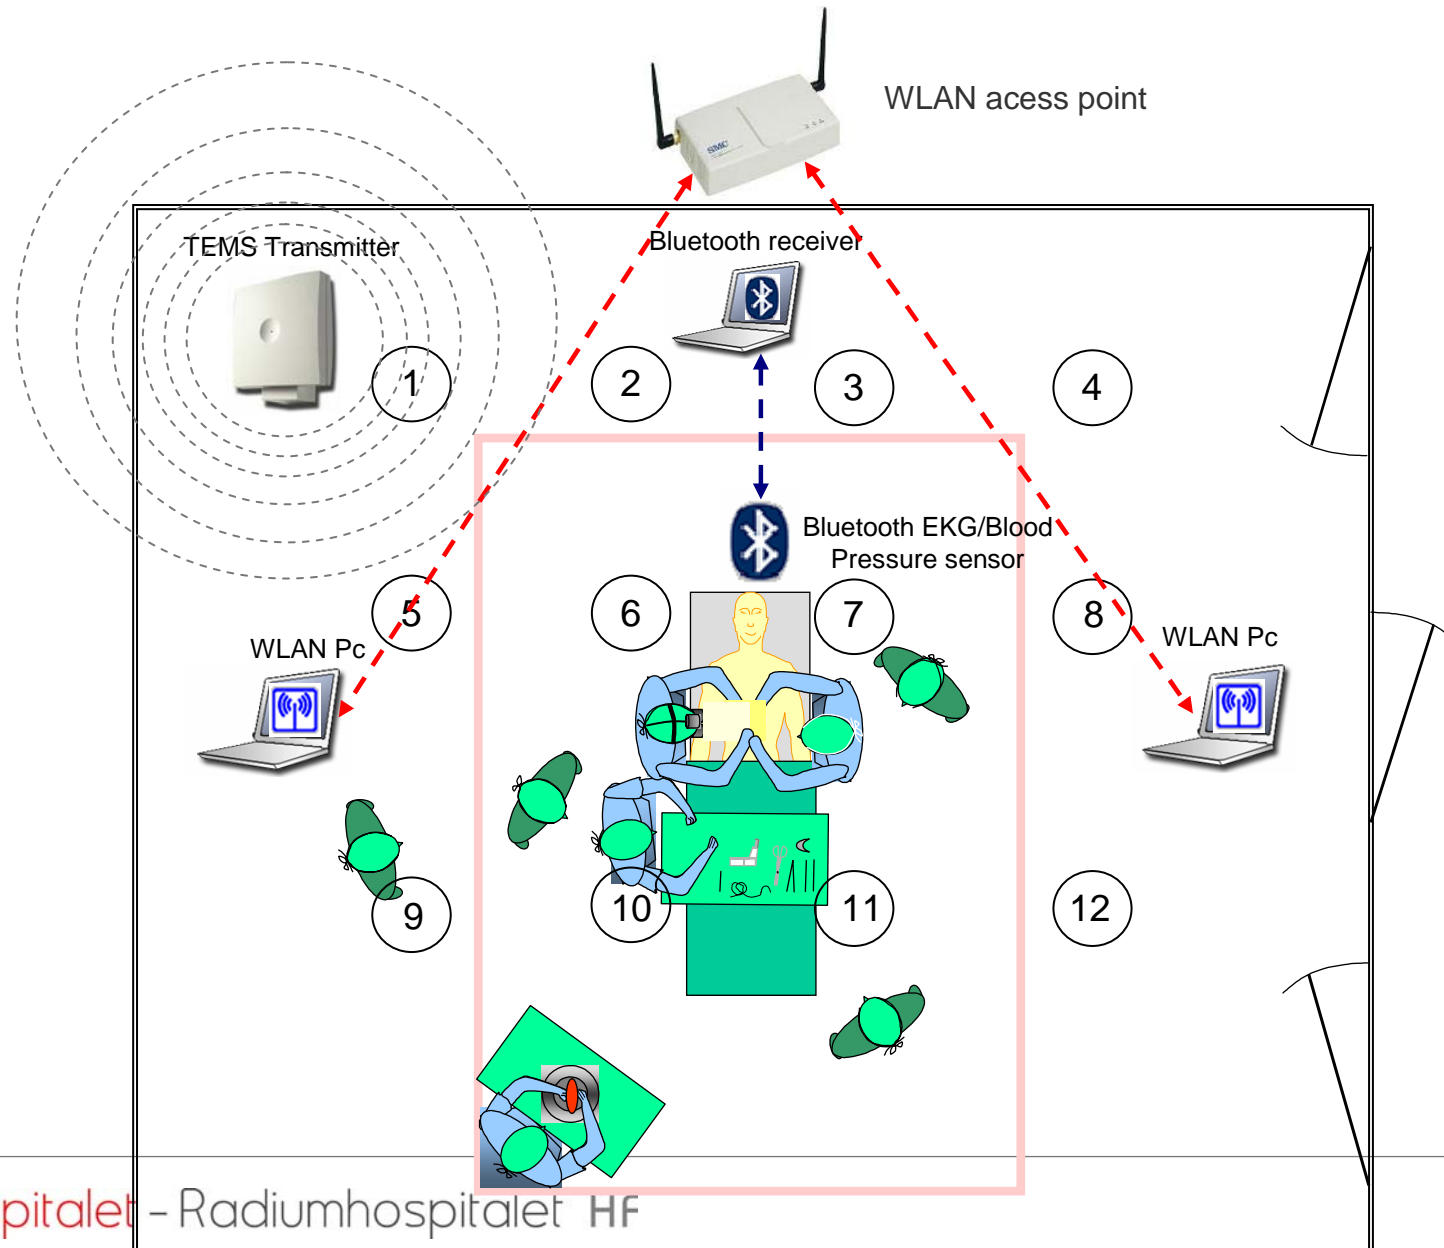 WLAN acess point
SMC
TEMS Transmitter
Bluetooth receiver
1
2
3
4
Bluetooth EKG/Blood
Pressure sensor
5
6
7
8
WLAN Pc
WLAN Pc
9
10
11
12
pitalet – Radiumhospitalet HF